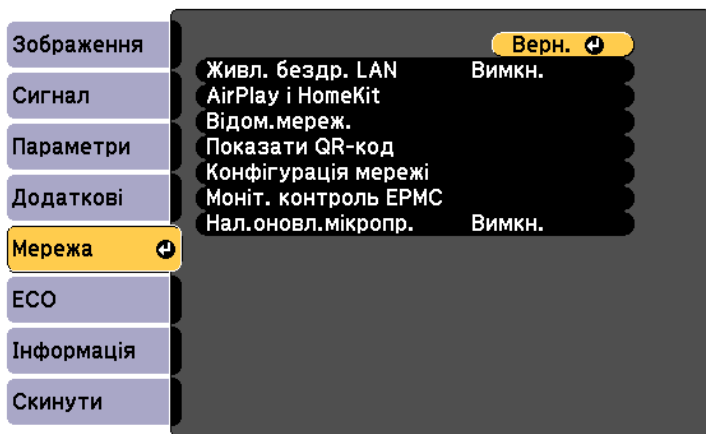 Зображення
Сигнал
Параметри
Додаткові
Мережа
ECO
Інформація
Скинути
Верн.
Живл. бездр. LAN Вимкн.
AirPlay і HomeKit
Відом.мереж.
Показати QR-код
Конфігурація мережі
Моніт. контроль EPMC
Нал.оновл.мікропр. Вимкн.